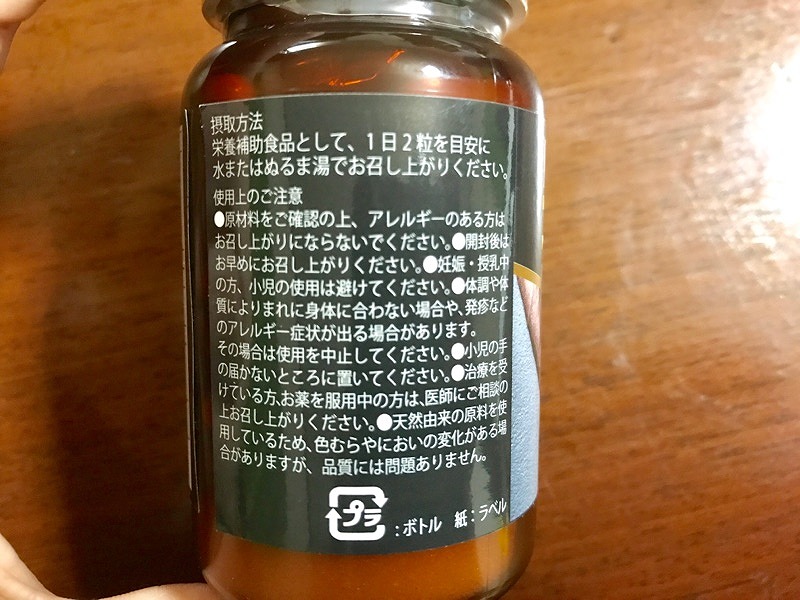 摂取方法
栄養補助食品として、1日2粒を目安に
水またはぬるま湯でお召し上がりください。
使用上のご注意
●原材料をご確認の上、アレルギーのある方は
お召し上がりにならないでください。●開封後は
お早めにお召し上がりください。●妊娠・授乳中
の方、小児の使用は避けてください。●体調や体
質によりまれに身体に合わない場合や、発疹など
のアレルギー症状が出る場合があります。
その場合は使用を中止してください。●小児の手
の届かないところに置いてください。●治療を受
けている方、お薬を服用中の方は、医師にご相談の
上お召し上がりください。●天然由来の原料を使
用しているため、色むらやにおいの変化がある場
合がありますが、品質には問題ありません。
プラ :ボトル 紙:ラベル